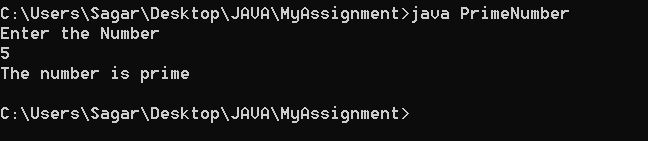 C:\Users\Sagar\Desktop\JAVA\MyAssignment>java PrimeNumber
Enter the Number
5
The number is prime
C:\Users\Sagar\Desktop\JAVA\MyAssignment>